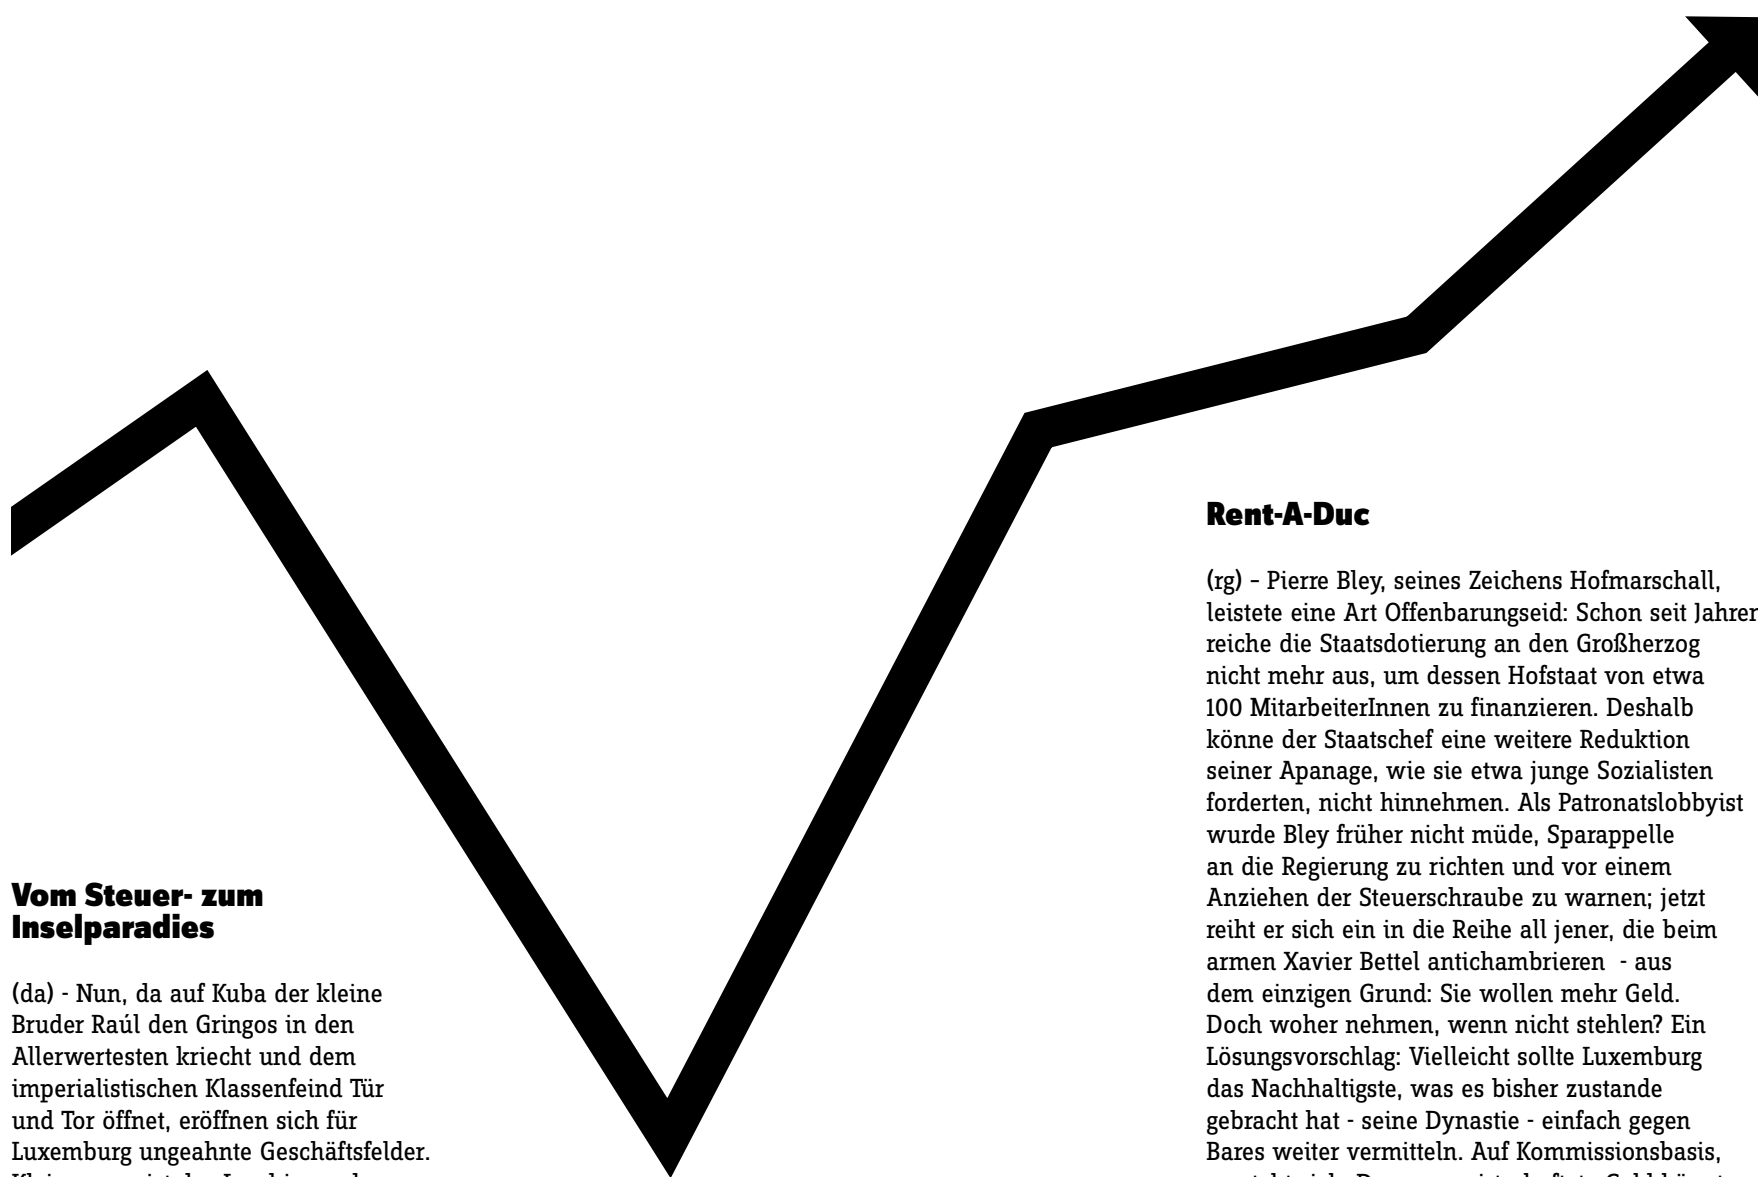 Vom Steuer- zum
Inselparadies
(da) - Nun, da auf Kuba der kleine
Bruder Raúl den Gringos in den
Allerwertesten kriecht und dem
imperialistischen Klassenfeind Tür
und Tor öffnet, eröffnen sich für
Luxemburg ungeahnte Geschäftsfelder.
Rent-A-Duc
(rg) – Pierre Bley, seines Zeichens Hofmarschall,
leistete eine Art Offenbarungseid: Schon seit Jahren
reiche die Staatsdotierung an den Großherzog
nicht mehr aus, um dessen Hofstaat von etwa
100 MitarbeiterInnen zu finanzieren. Deshalb
könne der Staatschef eine weitere Reduktion
seiner Apanage, wie sie etwa junge Sozialisten
forderten, nicht hinnehmen. Als Patronatslobbyist
wurde Bley früher nicht müde, Sparappelle
an die Regierung zu richten und vor einem
Anziehen der Steuerschraube zu warnen; jetzt
reiht er sich ein in die Reihe all jener, die beim
armen Xavier Bettel antichambrieren - aus
dem einzigen Grund: Sie wollen mehr Geld.
Doch woher nehmen, wenn nicht stehlen? Ein
Lösungsvorschlag: Vielleicht sollte Luxemburg
das Nachhaltigste, was es bisher zustande
gebracht hat - seine Dynastie - einfach gegen
Bares weiter vermitteln. Auf Kommissionsbasis,